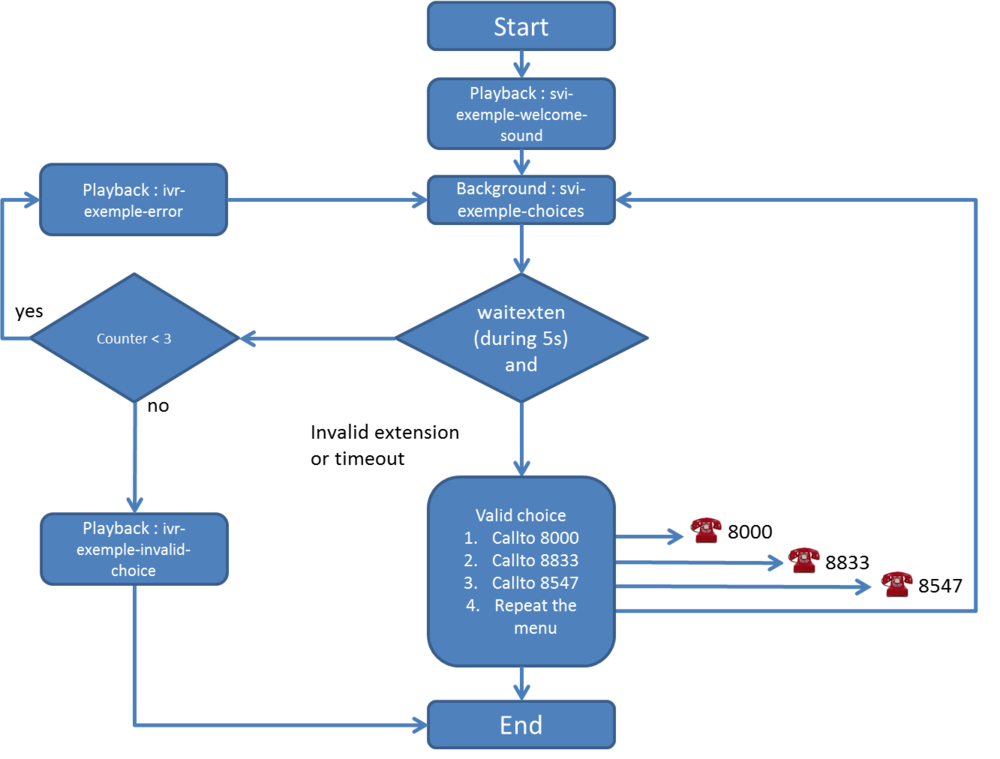 Start
Playback : svi-
exemple-welcome-
sound
Playback : ivr-
exemple-error
Background : svi-
exemple-choices
yes
Counter < 3
waitexten
(during 5s)
and
no
Invalid extension
or timeout
Playback : ivr-
exemple-invalid-
choice
Valid choice
1. Callto 8000
2. Callto 8833
3. Callto 8547
4. Repeat the
menu
8000
8833
8547
End